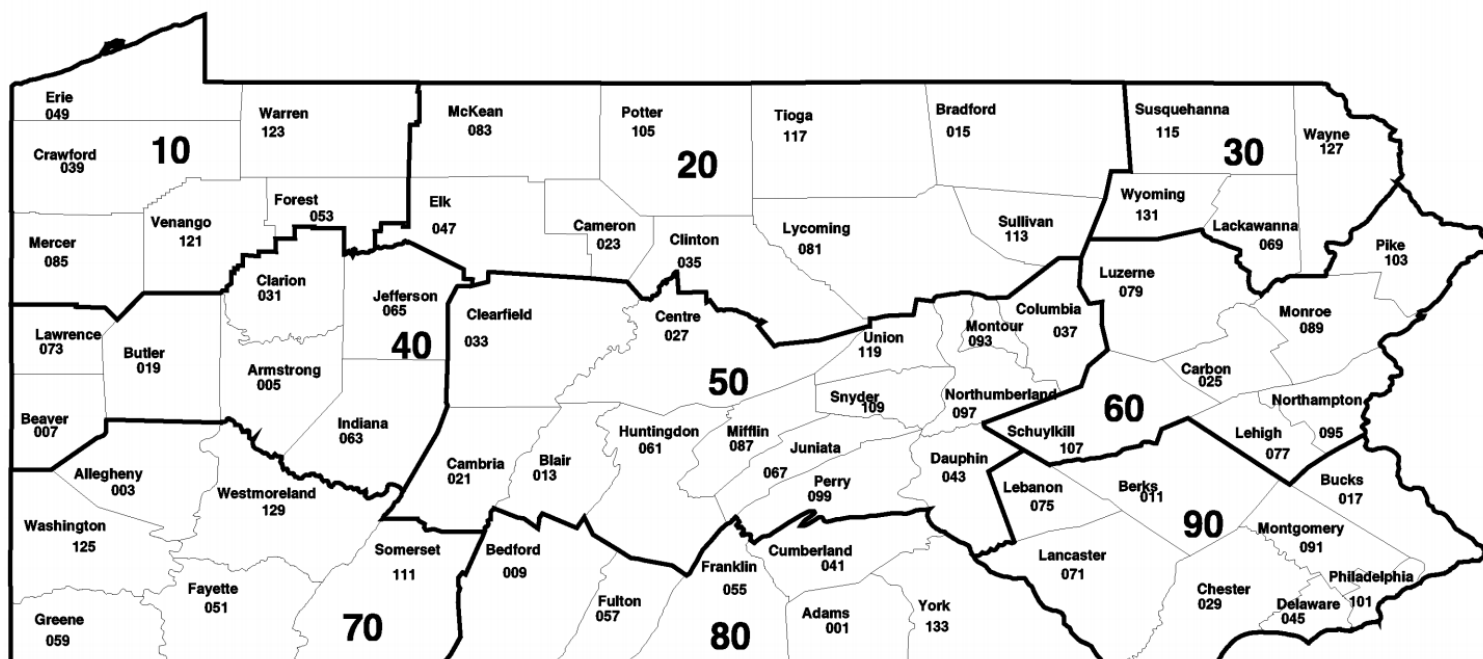 Erie
049
Warren
123
McKean
083
Potter
105
Tioga
117
Bradford
015
Susquehanna
115
Wayne
127
Crawford
039
10
20
30
Forest
053
Venango
121
Elk
047
Cameron
023
Wyoming
131
Lackawanna
069
Mercer
085
Clinton
035
Lycoming
081
Sullivan
113
Pike
103
Clarion
031
Jefferson
065
Luzerne
079
Clearfield
033
Centre
027
Columbia
037
Monroe
089
Lawrence
073
Butler
019
40
Union
119
Montour
093
Armstrong
005
50
Carbon
025
Beaver
007
Indiana
063
Snyder
109
Northumberland
097
60
Northampton
095
Huntingdon
061
Mifflin
087
Juniata
067
Schuylkill
107
Lehigh
077
Allegheny
003
Cambria
021
Blair
013
Dauphin
043
Perry
099
Lebanon
075
Berks
011
Bucks
017
Westmoreland
129
Washington
125
90
Montgomery
091
Somerset
111
Bedford
009
Franklin
055
Cumberland
041
Lancaster
071
Philadelphia
101
Fayette
051
Fulton
057
Chester
029
Delaware
045
Greene
059
70
80
Adams
001
York
133